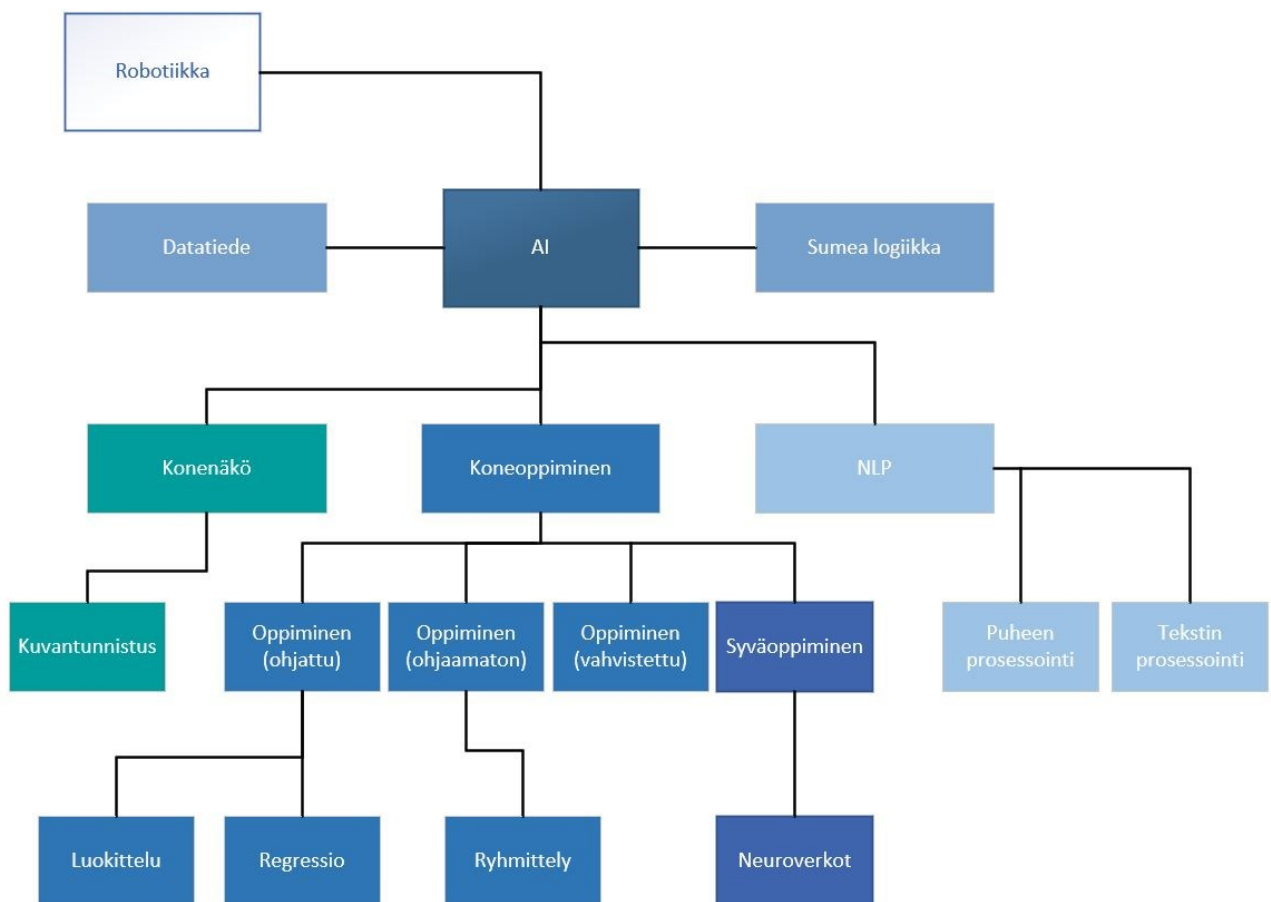 Robotiikka
Datatiede
AI
Sumea logiikka
Konenäkö
Koneoppiminen
NLP
Kuvantunnistus
Oppiminen
(ohjattu)
Oppiminen
(ohjaamaton)
Oppiminen
(vahvistettu)
Syväoppiminen
Puheen
prosessointi
Tekstin
prosessointi
Luokittelu
Regressio
Ryhmittely
Neuroverkot